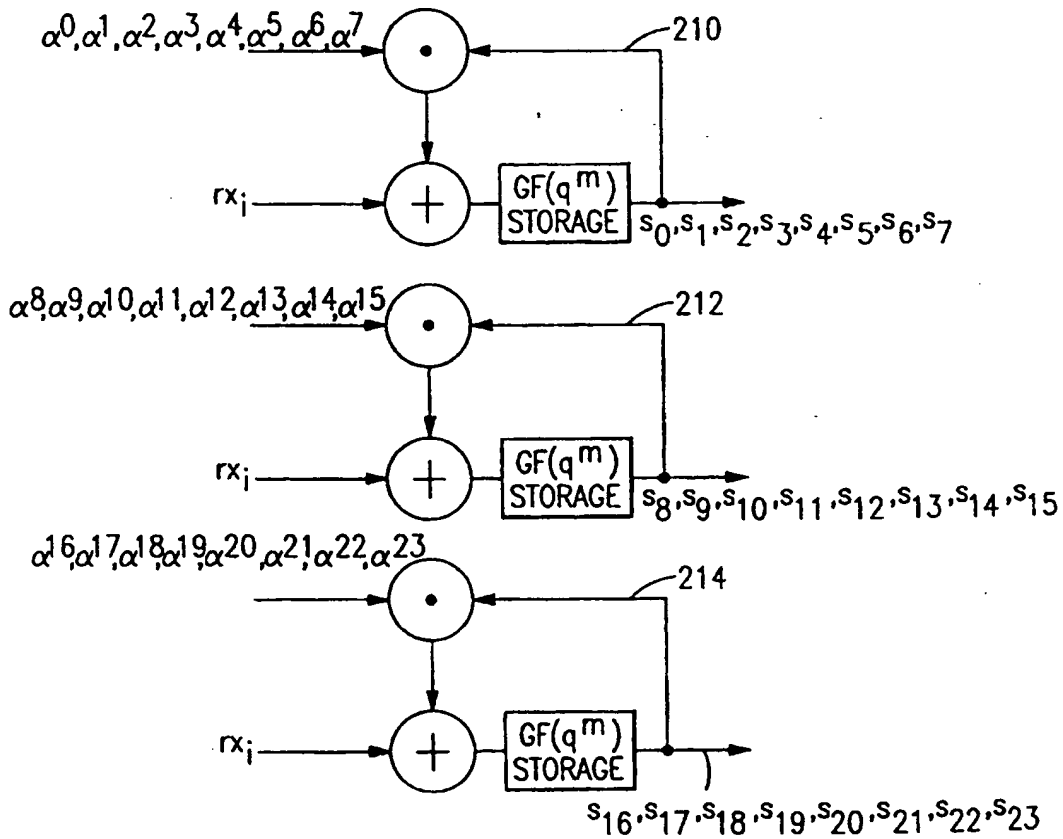 α⁰,α¹,α²,α³,α⁴,α⁵,α⁶,α⁷
210
•
+
rxᵢ
GF(qᵐ)
STORAGE
s₀,s₁,s₂,s₃,s₄,s₅,s₆,s₇
α⁸,α⁹,α¹⁰,α¹¹,α¹²,α¹³,α¹⁴,α¹⁵
212
•
+
rxᵢ
GF(qᵐ)
STORAGE
s₈,s₉,s₁₀,s₁₁,s₁₂,s₁₃,s₁₄,s₁₅
α¹⁶,α¹⁷,α¹⁸,α¹⁹,α²⁰,α²¹,α²²,α²³
214
•
+
rxᵢ
GF(qᵐ)
STORAGE
s₁₆,s₁₇,s₁₈,s₁₉,s₂₀,s₂₁,s₂₂,s₂₃